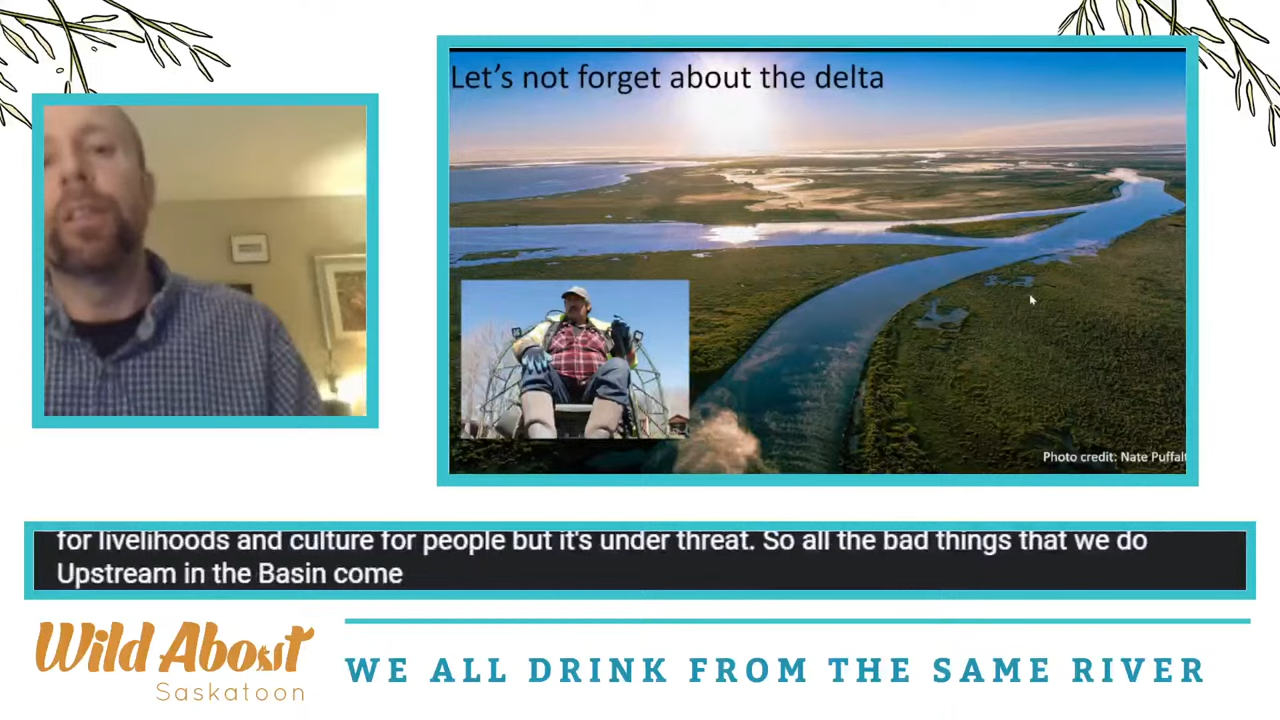 Let's not forget about the delta
Photo credit: Nate Puffalt
for livelihoods and culture for people but it's under threat. So all the bad things that we do
Upstream in the Basin come
Wild About
Saskatoon
WE ALL DRINK FROM THE SAME RIVER